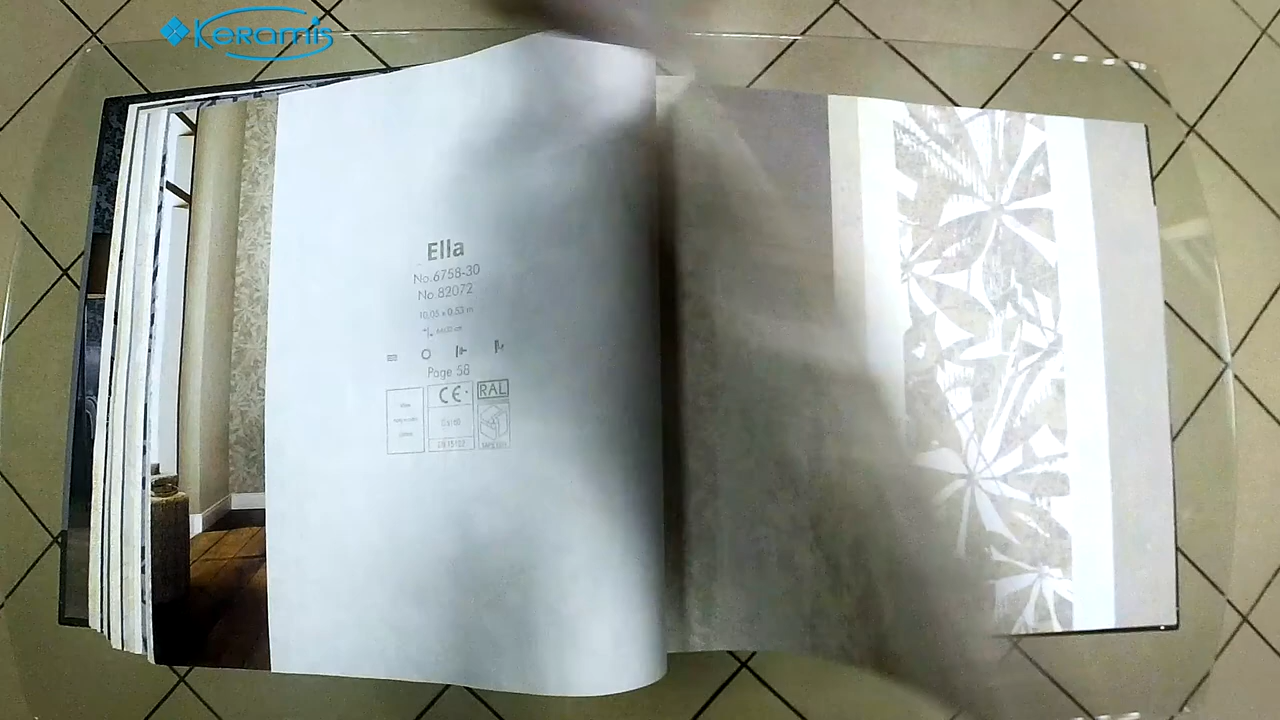 KERAMIS
Ella
No.6758-30
No.82072
10,05 x 0,53 m
Page 58
CE
RAL